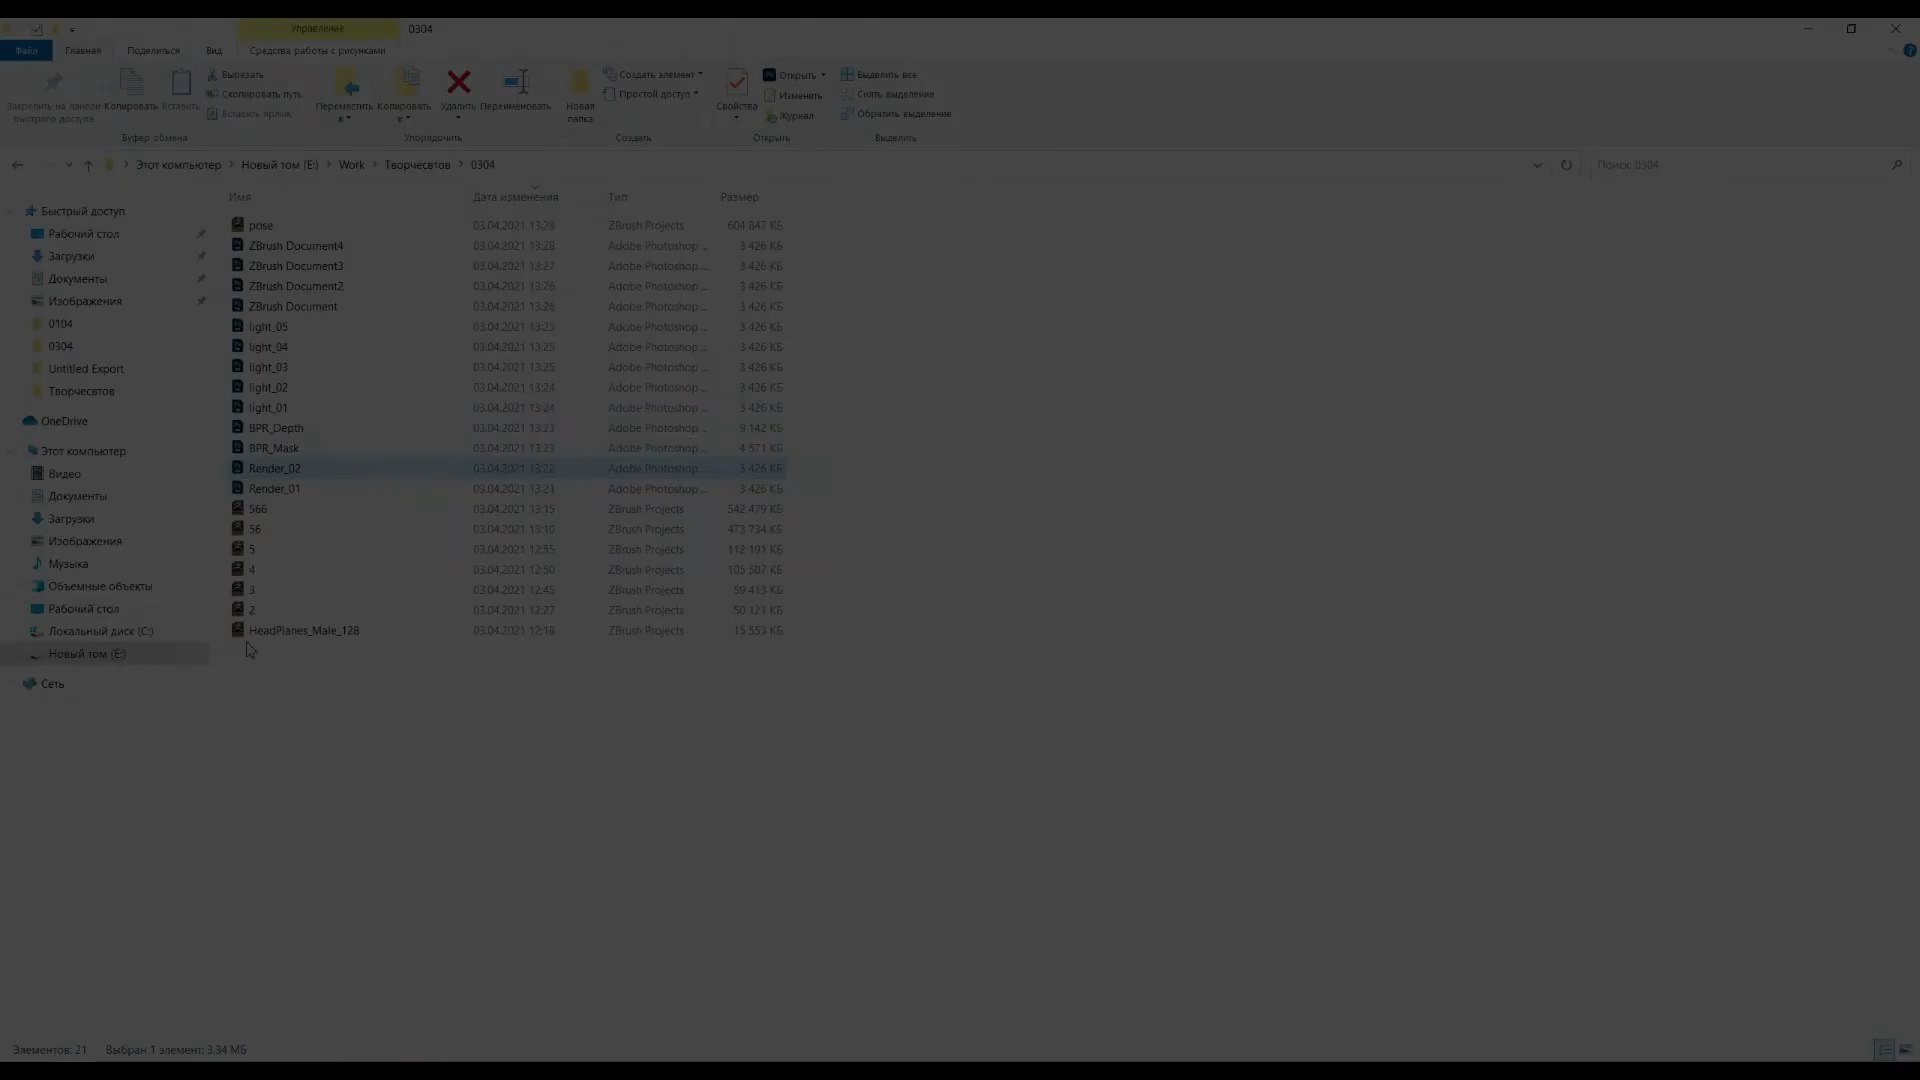 Управление 0304
Файл Главная Поделиться Вид Средства работы с рисунками
Закрепить на панели быстрого доступа
Копировать
Вставить
Вырезать
Скопировать путь
Вставить ярлык
Буфер обмена
Переместить в
Копировать в
Удалить
Переименовать
Упорядочить
Новая папка
Создать элемент
Простой доступ
Создать
Свойства
Открыть
Изменить
Журнал
Открыть
Выделить все
Снять выделение
Обратить выделение
Выделить
Этот компьютер Новый том (E:) Work Творчесвтов 0304
Поиск: 0304
Быстрый доступ
Рабочий стол
Загрузки
Документы
Изображения
0104
0304
Untitled Export
Творчесвтов
OneDrive
Этот компьютер
Видео
Документы
Загрузки
Изображения
Музыка
Объемные объекты
Рабочий стол
Локальный диск (C:)
Новый том (E:)
Сеть
Имя Дата изменения Тип Размер
pose 03.04.2021 13:28 ZBrush Projects 604 847 КБ
ZBrush Document4 03.04.2021 13:28 Adobe Photoshop ... 3 426 КБ
ZBrush Document3 03.04.2021 13:27 Adobe Photoshop ... 3 426 КБ
ZBrush Document2 03.04.2021 13:26 Adobe Photoshop ... 3 426 КБ
ZBrush Document 03.04.2021 13:26 Adobe Photoshop ... 3 426 КБ
light_05 03.04.2021 13:25 Adobe Photoshop ... 3 426 КБ
light_04 03.04.2021 13:25 Adobe Photoshop ... 3 426 КБ
light_03 03.04.2021 13:25 Adobe Photoshop ... 3 426 КБ
light_02 03.04.2021 13:24 Adobe Photoshop ... 3 426 КБ
light_01 03.04.2021 13:24 Adobe Photoshop ... 3 426 КБ
BPR_Depth 03.04.2021 13:23 Adobe Photoshop ... 9 142 КБ
BPR_Mask 03.04.2021 13:23 Adobe Photoshop ... 4 571 КБ
Render_02 03.04.2021 13:22 Adobe Photoshop ... 3 426 КБ
Render_01 03.04.2021 13:21 Adobe Photoshop ... 3 426 КБ
566 03.04.2021 13:15 ZBrush Projects 542 479 КБ
56 03.04.2021 13:10 ZBrush Projects 473 734 КБ
5 03.04.2021 12:55 ZBrush Projects 112 191 КБ
4 03.04.2021 12:50 ZBrush Projects 105 507 КБ
3 03.04.2021 12:45 ZBrush Projects 59 413 КБ
2 03.04.2021 12:27 ZBrush Projects 50 121 КБ
HeadPlanes_Male_128 03.04.2021 12:18 ZBrush Projects 15 553 КБ
Элементов: 21 Выбран 1 элемент: 3,34 МБ